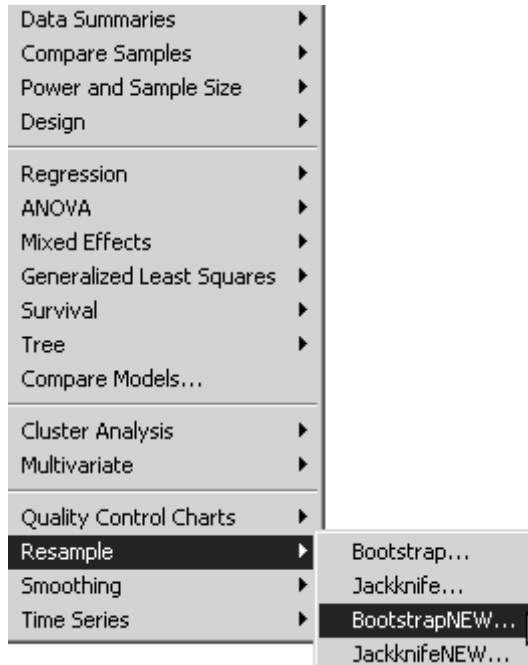 Data Summaries
Compare Samples
Power and Sample Size
Design
Regression
ANOVA
Mixed Effects
Generalized Least Squares
Survival
Tree
Compare Models...
Cluster Analysis
Multivariate
Quality Control Charts
Resample
Smoothing
Time Series
Bootstrap...
Jackknife...
BootstrapNEW...
JackknifeNEW...